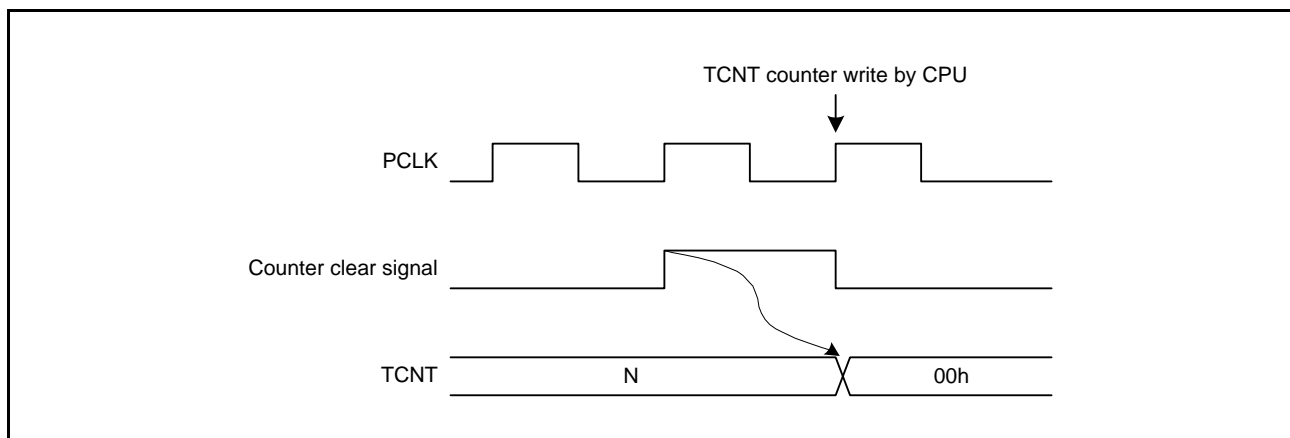 TCNT counter write by CPU
PCLK
Counter clear signal
TCNT
N
00h